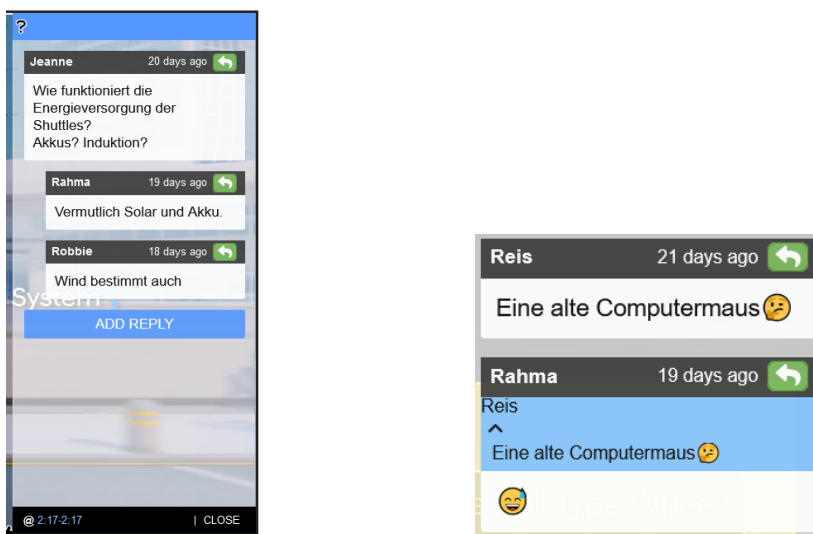 ?
Jeanne 20 days ago
Wie funktioniert die
Energieversorgung der
Shuttles?
Akkus? Induktion?
Rahma 19 days ago
Vermutlich Solar und Akku.
Robbie 18 days ago
Wind bestimmt auch
System
ADD REPLY
@ 2:17-2:17 | CLOSE
Reis 21 days ago
Eine alte Computermaus🤔
Rahma 19 days ago
Reis
Eine alte Computermaus🤔
😅